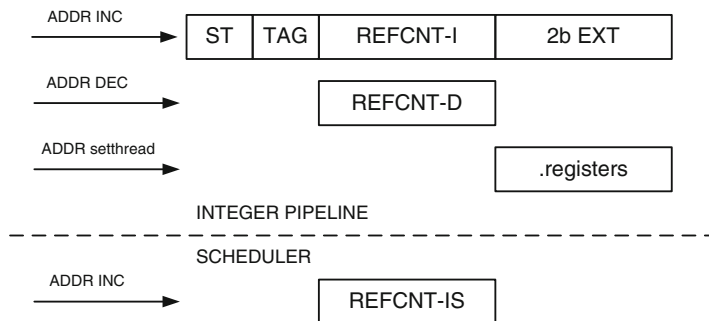 ADDR INC
ST TAG REFCNT-I 2b EXT
ADDR DEC
REFCNT-D
ADDR setthread
.registers
INTEGER PIPELINE
SCHEDULER
ADDR INC
REFCNT-IS